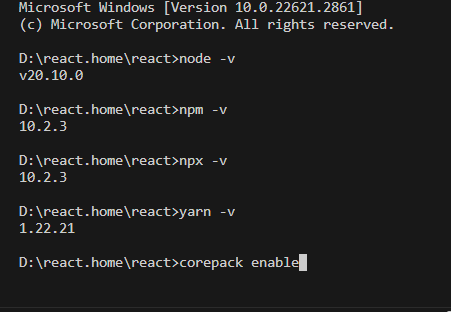 Microsoft Windows [Version 10.0.22621.2861]
(c) Microsoft Corporation. All rights reserved.
D:\react.home\react>node -v
v20.10.0
D:\react.home\react>npm -v
10.2.3
D:\react.home\react>npx -v
10.2.3
D:\react.home\react>yarn -v
1.22.21
D:\react.home\react>corepack enable